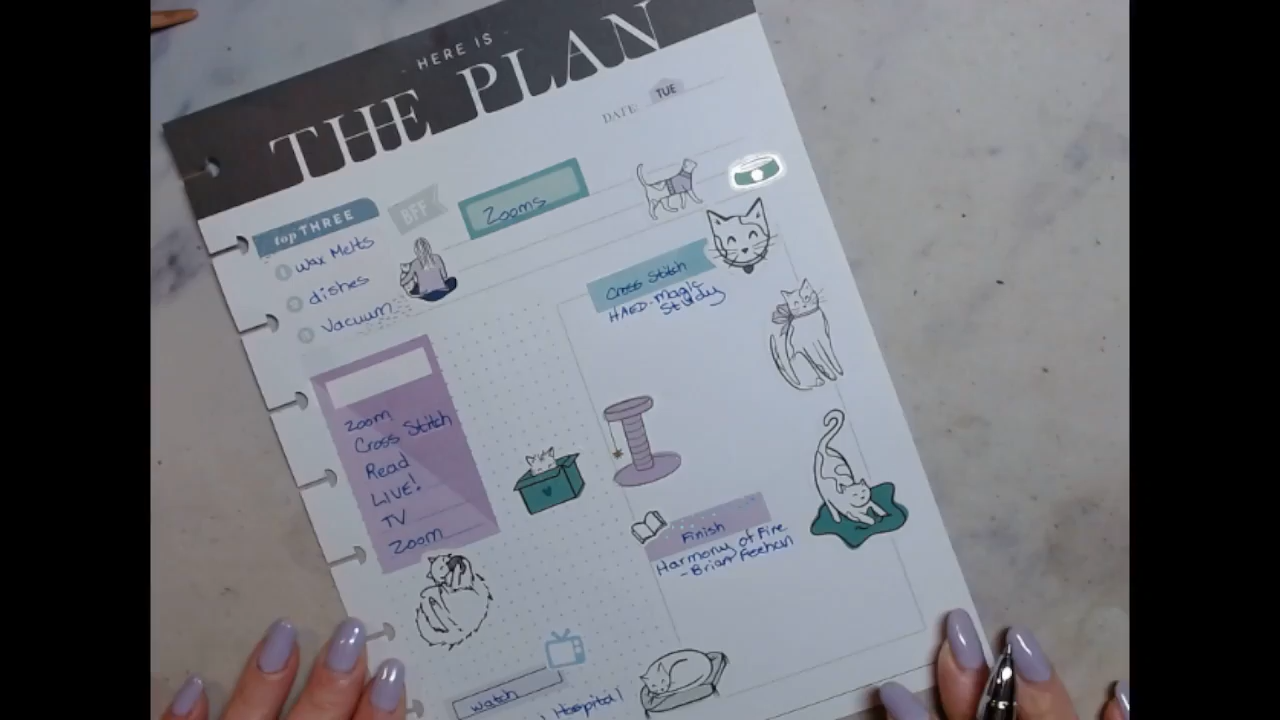 HERE IS
THE PLAN
DATE TUE
top THREE
BFF
Zooms
1 Wax Melts
2 dishes
3 Vacuum
Cross Stitch
HAED-Magic
Study
Zoom
Cross Stitch
Read
LIVE!
TV
Zoom
Finish
Harmony of Fire
- Brian Feehan
Watch
Hospital